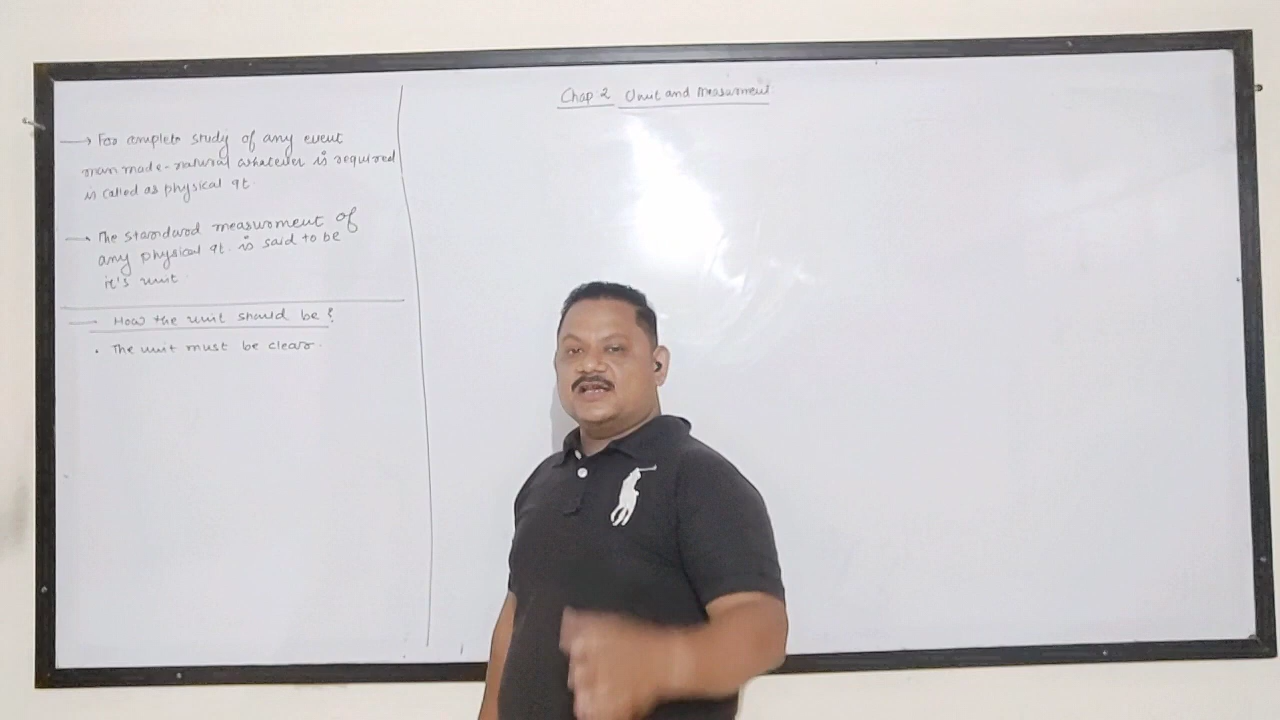 Chap 2 Unit and Measurment
→ For complete study of any event
man made-natural whatever is required
is called as physical qt.
→ The standard measurment of
any physical qt. is said to be
it's unit
— How the unit should be?
• The unit must be clear.